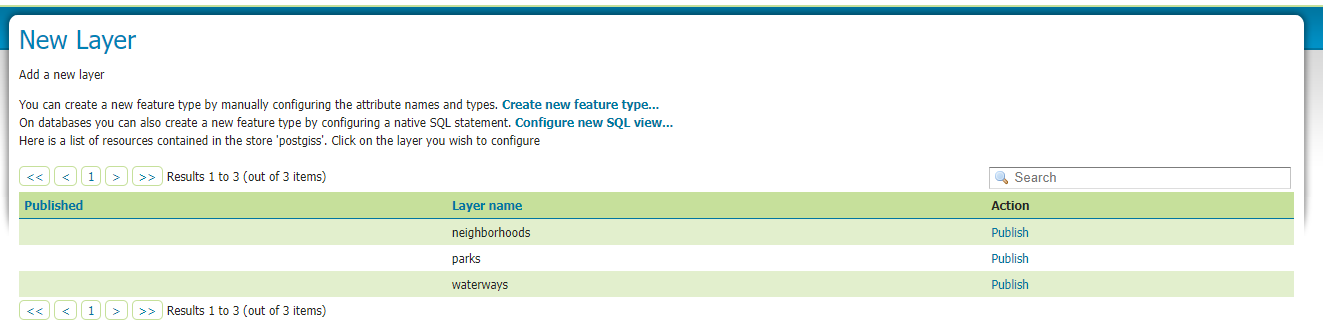 New Layer
Add a new layer
You can create a new feature type by manually configuring the attribute names and types. Create new feature type...
On databases you can also create a new feature type by configuring a native SQL statement. Configure new SQL view...
Here is a list of resources contained in the store 'postgiss'. Click on the layer you wish to configure
<< < 1 > >> Results 1 to 3 (out of 3 items) Search
Published Layer name Action
neighborhoods Publish
parks Publish
waterways Publish
<< < 1 > >> Results 1 to 3 (out of 3 items)